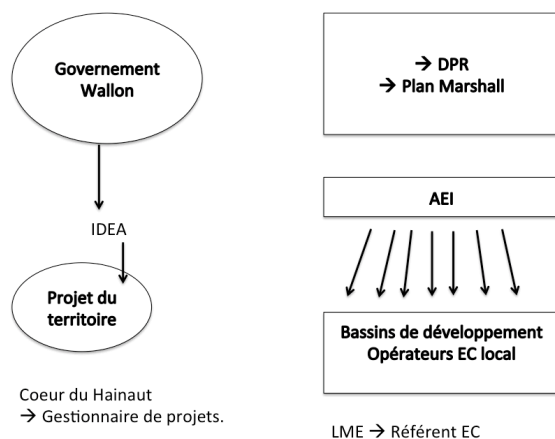 Governement
Wallon
IDEA
Projet du
territoire
Coeur du Hainaut
→ Gestionnaire de projets.
→ DPR
→ Plan Marshall
AEI
Bassins de développement
Opérateurs EC local
LME → Référent EC